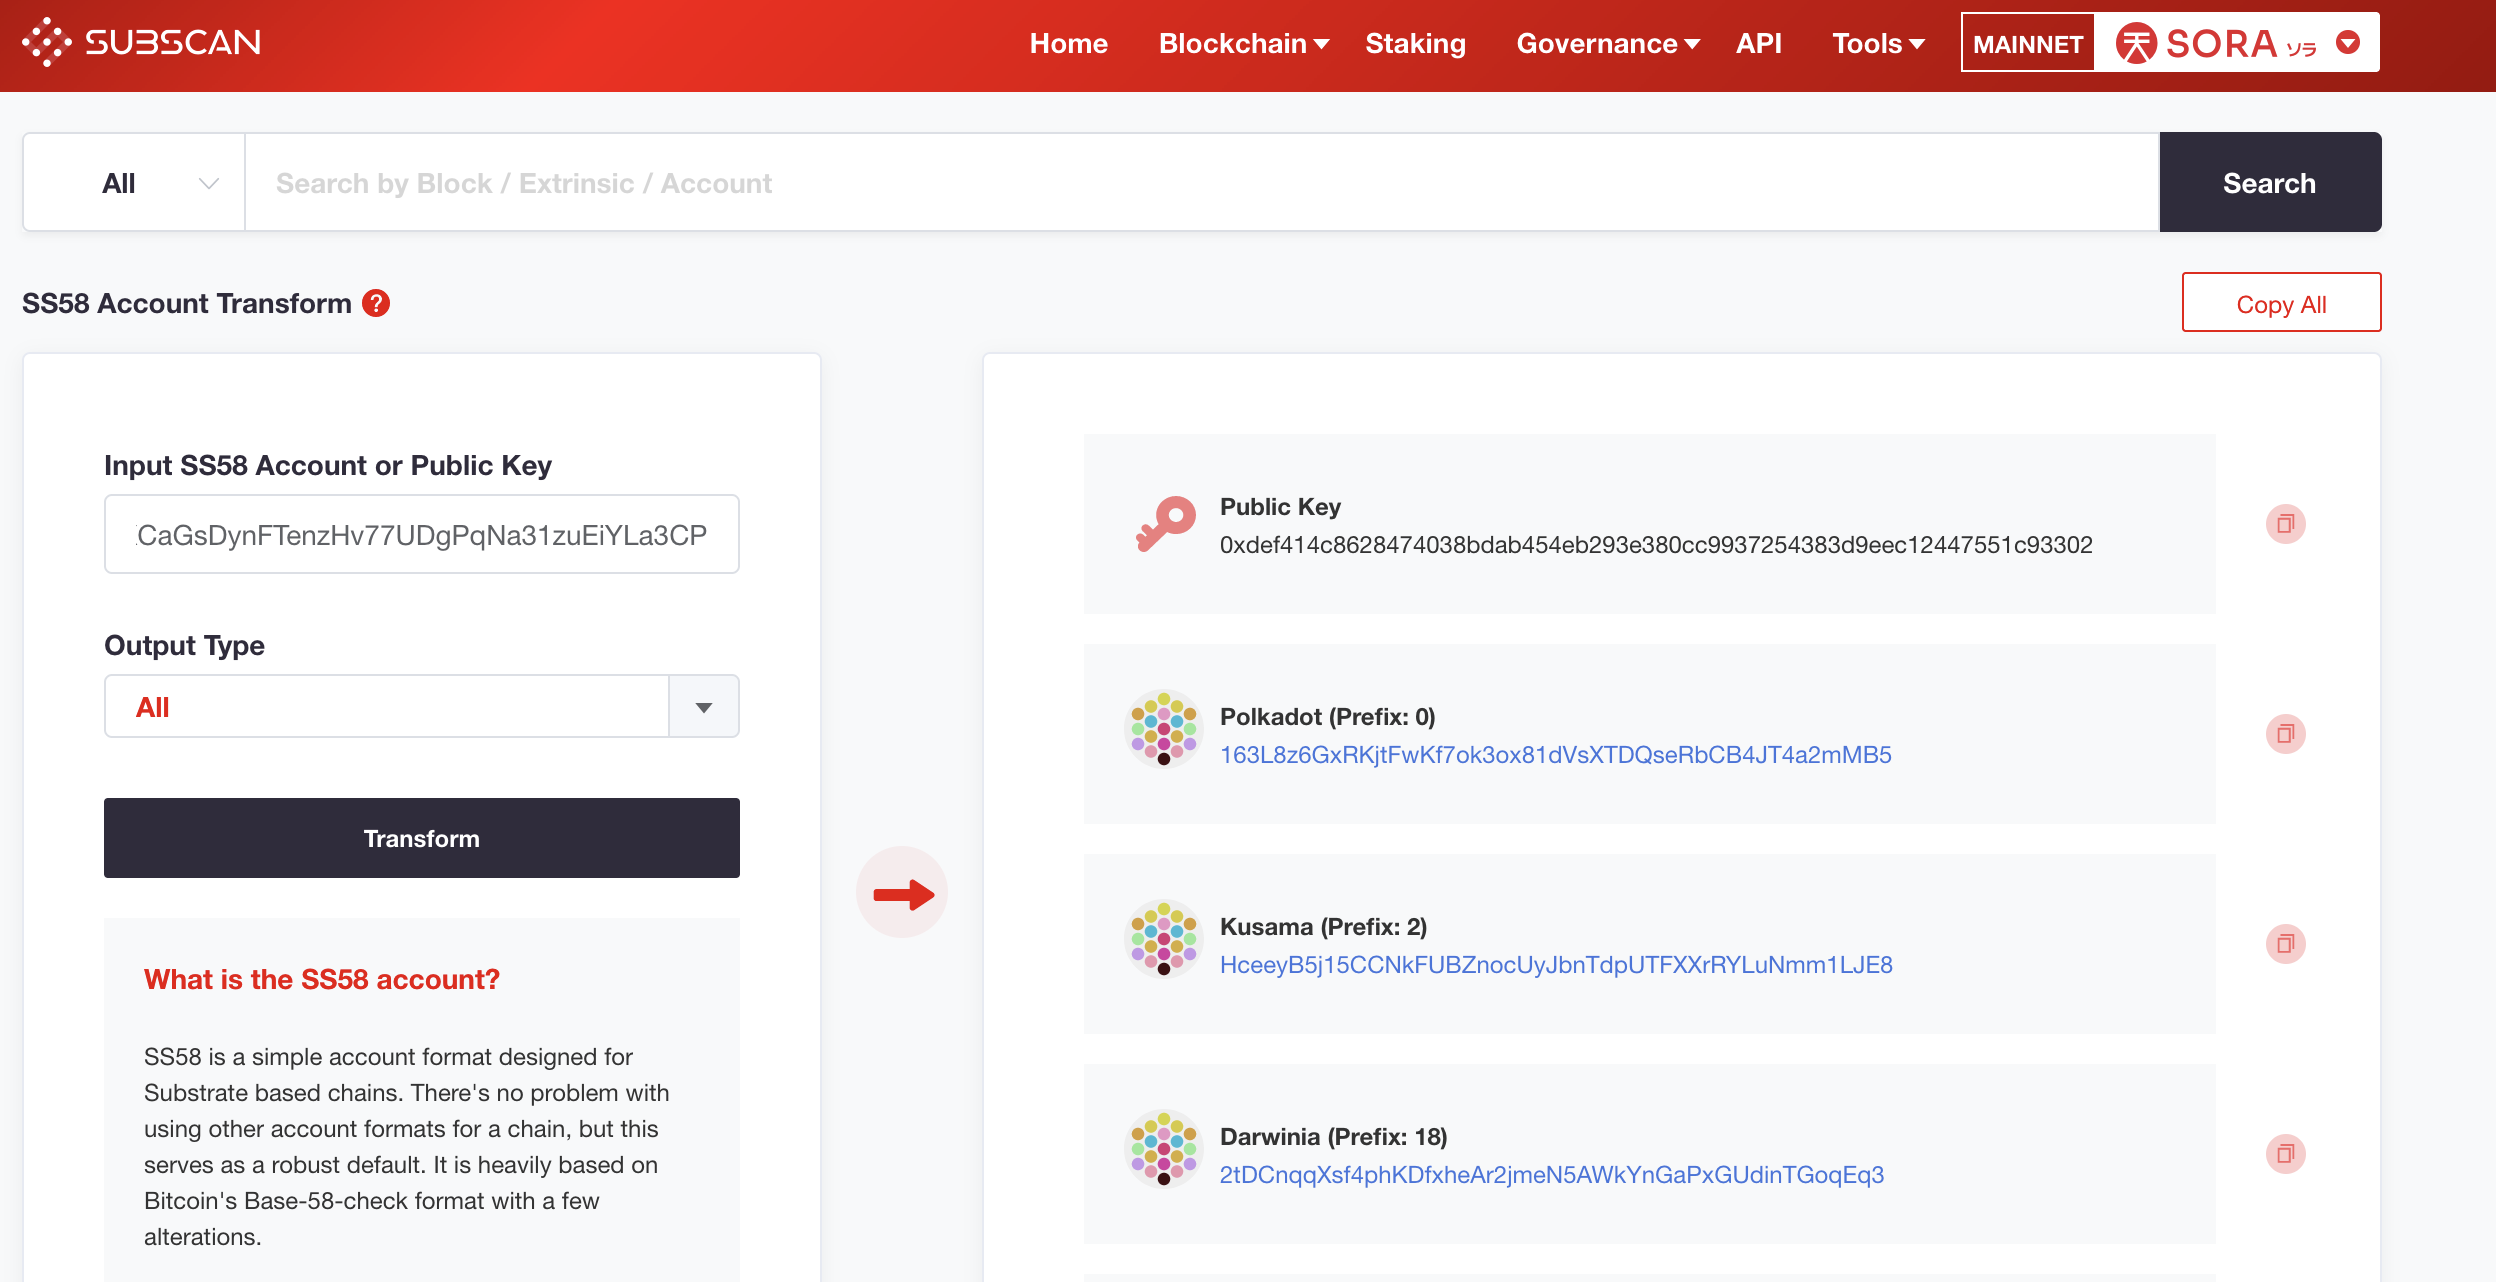 SUBSCAN
Home Blockchain Staking Governance API Tools MAINNET SORA ソラ
All Search by Block / Extrinsic / Account Search
SS58 Account Transform ?
Copy All
Input SS58 Account or Public Key
CaGsDynFTenzHv77UDgPqNa31zuEiYLa3CP
Output Type
All
Transform
What is the SS58 account?
SS58 is a simple account format designed for
Substrate based chains. There's no problem with
using other account formats for a chain, but this
serves as a robust default. It is heavily based on
Bitcoin's Base-58-check format with a few
alterations.
Public Key
0xdef414c8628474038bdab454eb293e380cc9937254383d9eec12447551c93302
Polkadot (Prefix: 0)
163L8z6GxRKjtFwKf7ok3ox81dVsXTDQseRbCB4JT4a2mMB5
Kusama (Prefix: 2)
HceeyB5j15CCNkFUBZnocUyJbnTdpUTFXXrRYLuNmm1LJE8
Darwinia (Prefix: 18)
2tDCnqqXsf4phKDfxheAr2jmeN5AWkYnGaPxGUdinTGoqEq3